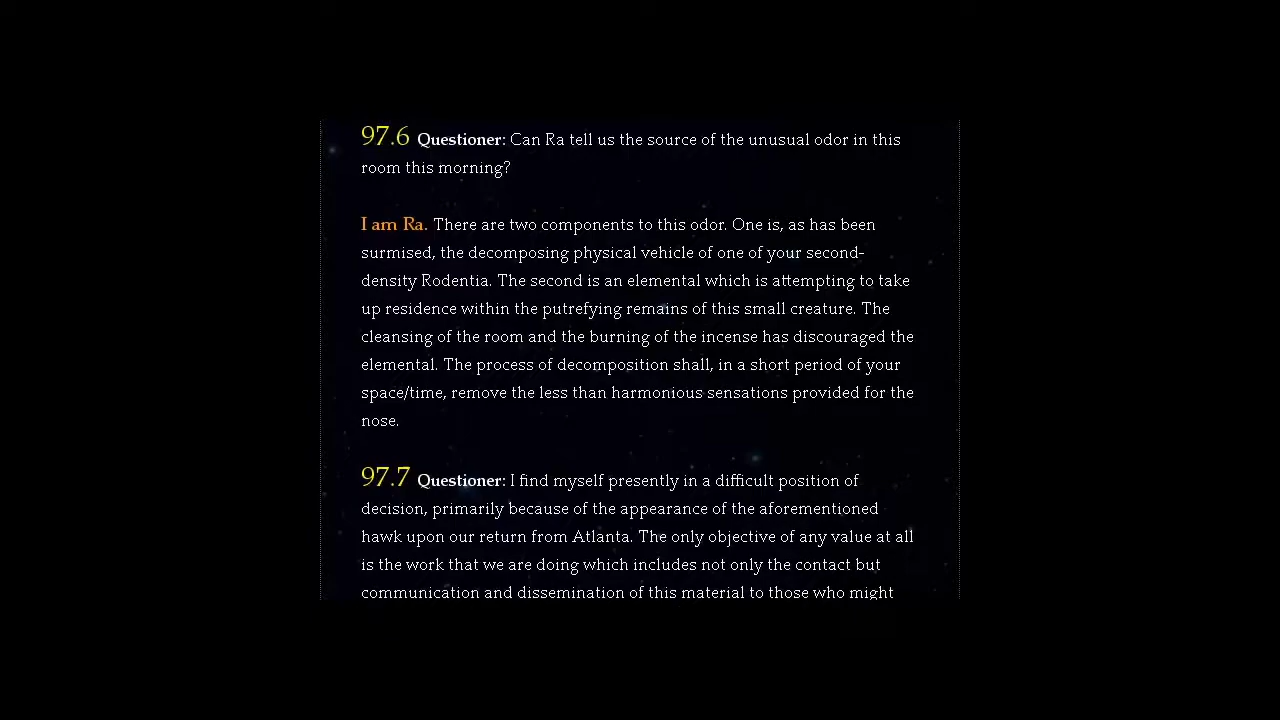 97.6 Questioner: Can Ra tell us the source of the unusual odor in this
room this morning?
I am Ra. There are two components to this odor. One is, as has been
surmised, the decomposing physical vehicle of one of your second-
density Rodentia. The second is an elemental which is attempting to take
up residence within the putrefying remains of this small creature. The
cleansing of the room and the burning of the incense has discouraged the
elemental. The process of decomposition shall, in a short period of your
space/time, remove the less than harmonious sensations provided for the
nose.
97.7 Questioner: I find myself presently in a difficult position of
decision, primarily because of the appearance of the aforementioned
hawk upon our return from Atlanta. The only objective of any value at all
is the work that we are doing which includes not only the contact but
communication and dissemination of this material to those who might